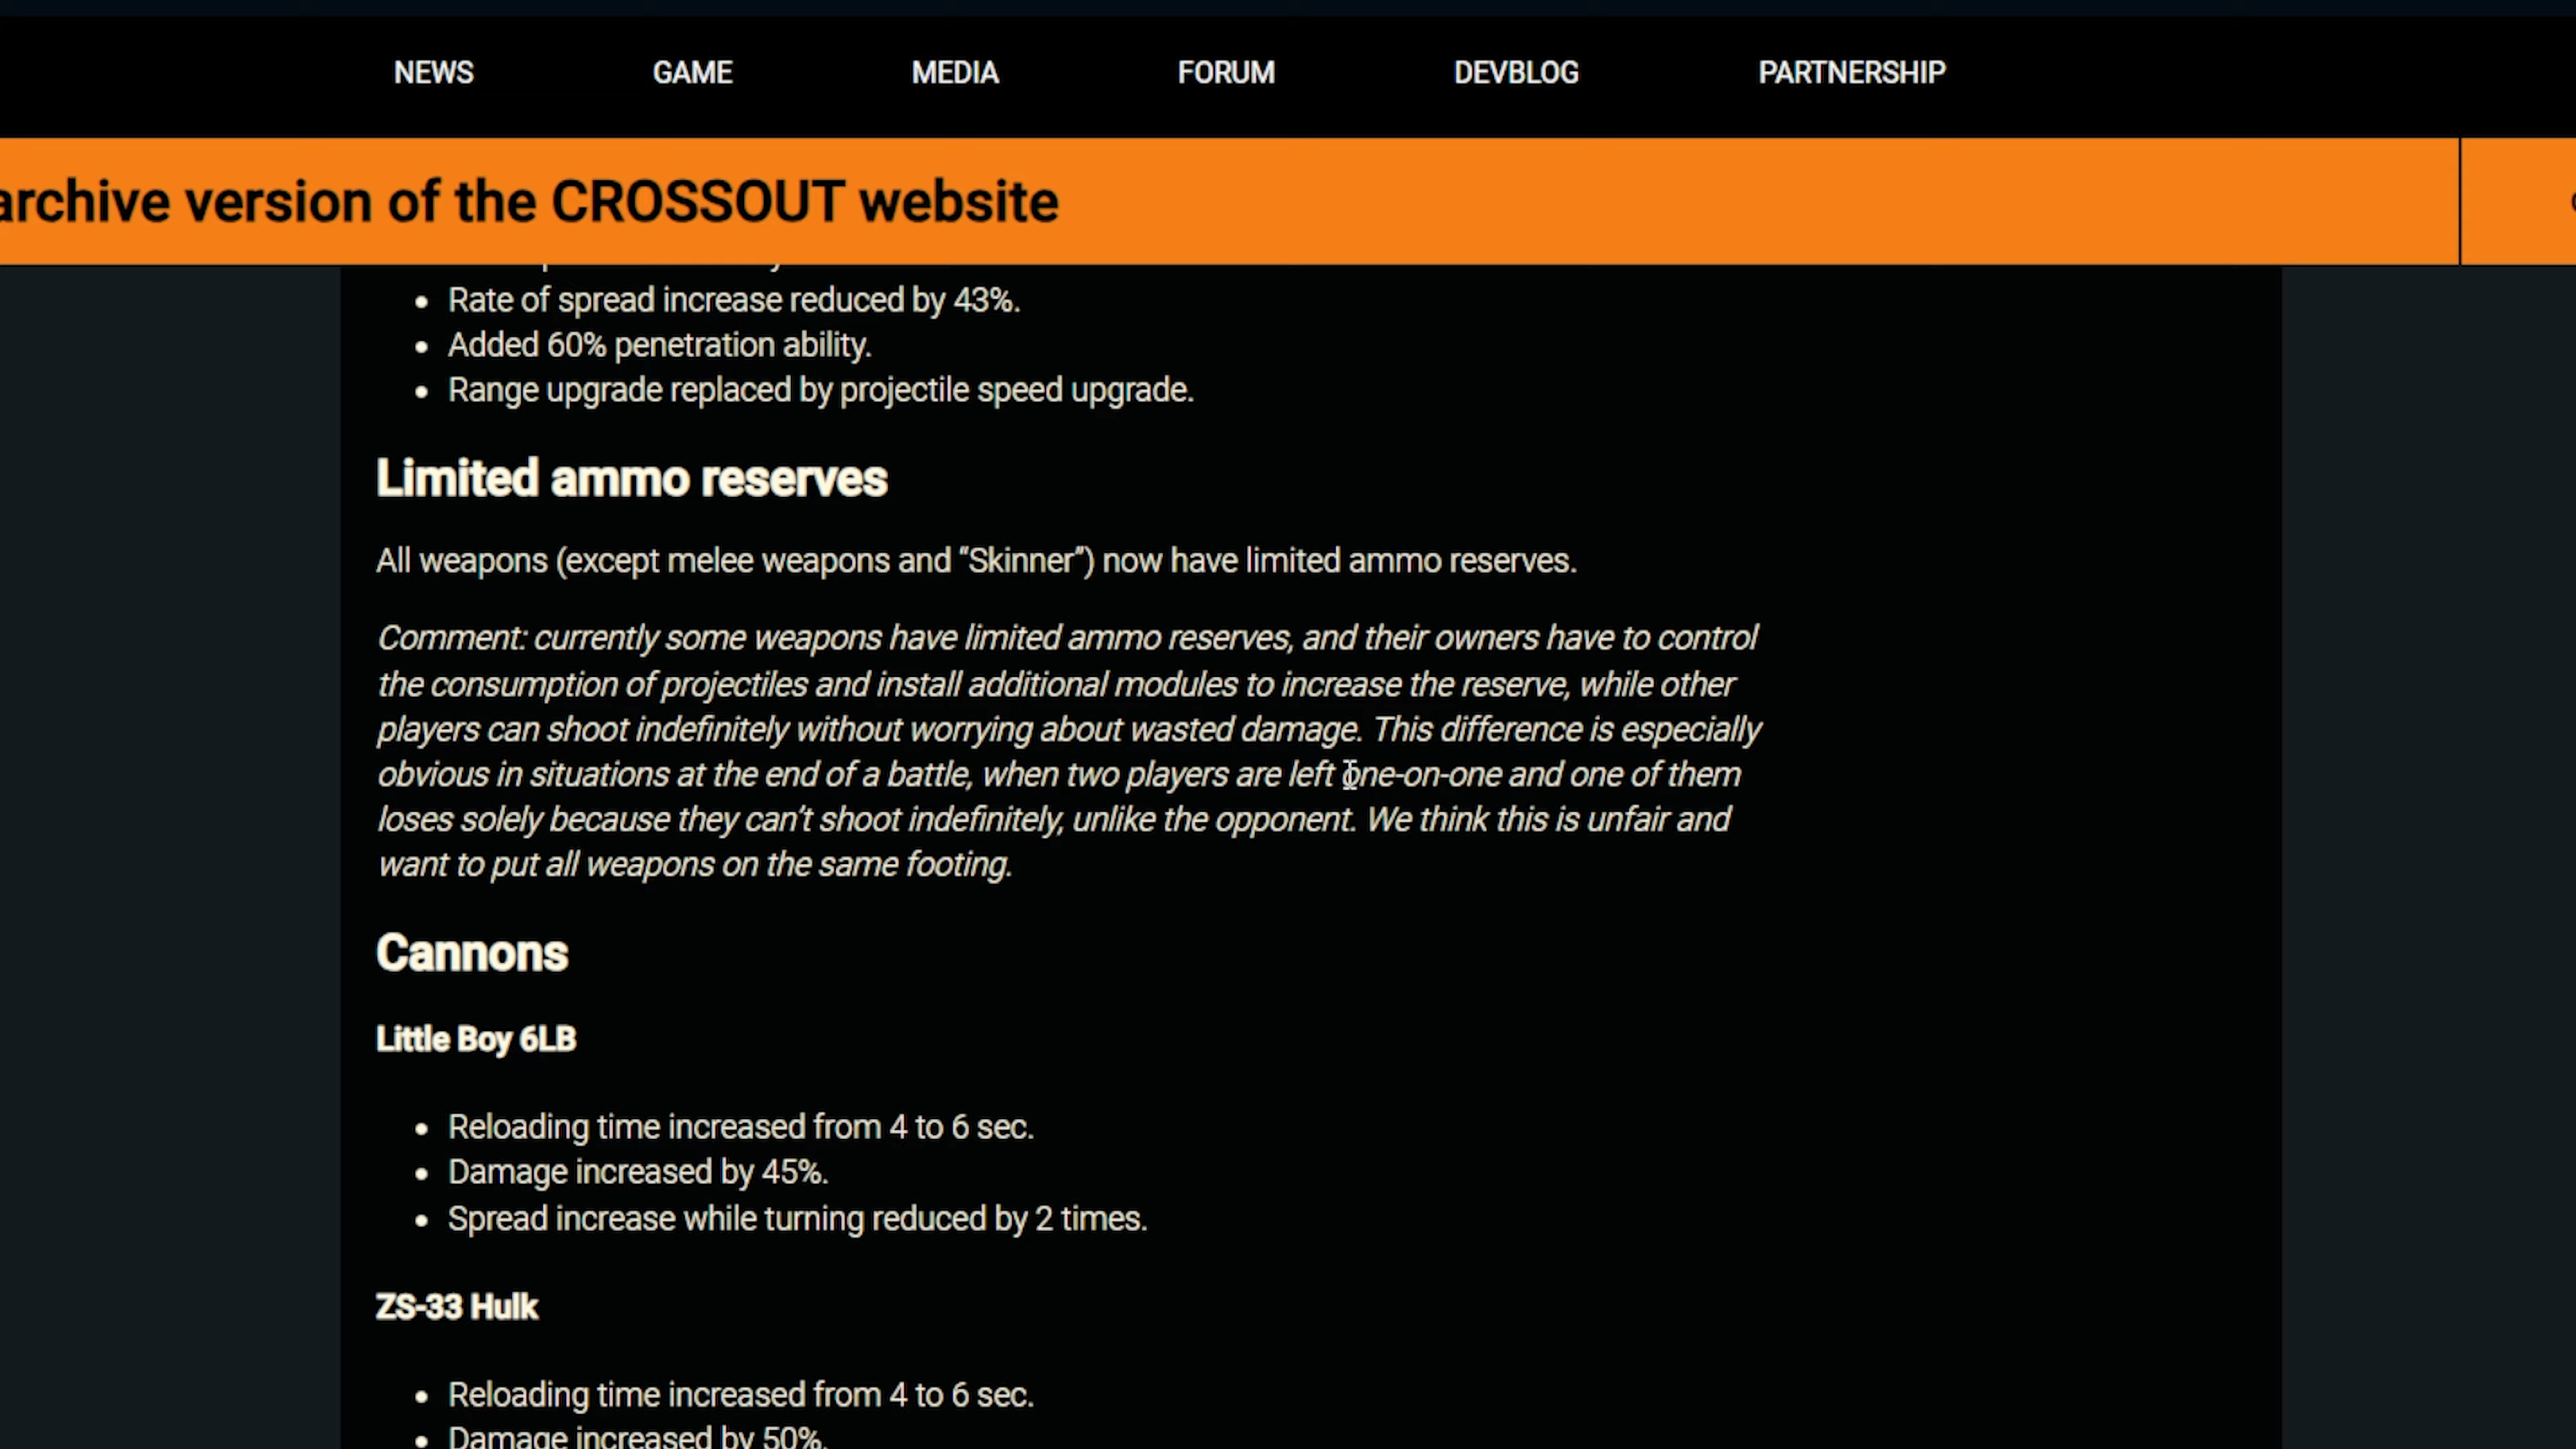 NEWS GAME MEDIA FORUM DEVBLOG PARTNERSHIP
archive version of the CROSSOUT website
• Rate of spread increase reduced by 43%.
• Added 60% penetration ability.
• Range upgrade replaced by projectile speed upgrade.
Limited ammo reserves
All weapons (except melee weapons and “Skinner”) now have limited ammo reserves.
Comment: currently some weapons have limited ammo reserves, and their owners have to control
the consumption of projectiles and install additional modules to increase the reserve, while other
players can shoot indefinitely without worrying about wasted damage. This difference is especially
obvious in situations at the end of a battle, when two players are left one-on-one and one of them
loses solely because they can’t shoot indefinitely, unlike the opponent. We think this is unfair and
want to put all weapons on the same footing.
Cannons
Little Boy 6LB
• Reloading time increased from 4 to 6 sec.
• Damage increased by 45%.
• Spread increase while turning reduced by 2 times.
ZS-33 Hulk
• Reloading time increased from 4 to 6 sec.
• Damage increased by 50%.